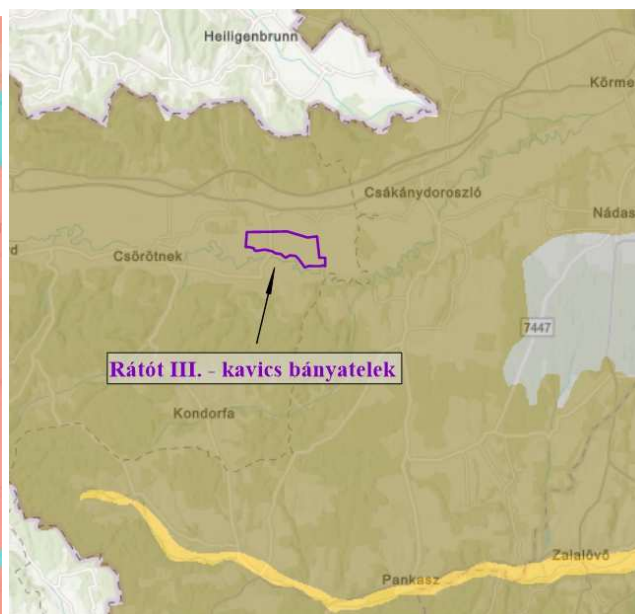 Heiligenbrunn
Körme
Csákánydoroszló
Nádas
d
Csörötnek
7447
Rátót III. - kavics bányatelek
Kondorfa
Zalalövő
Pankasz